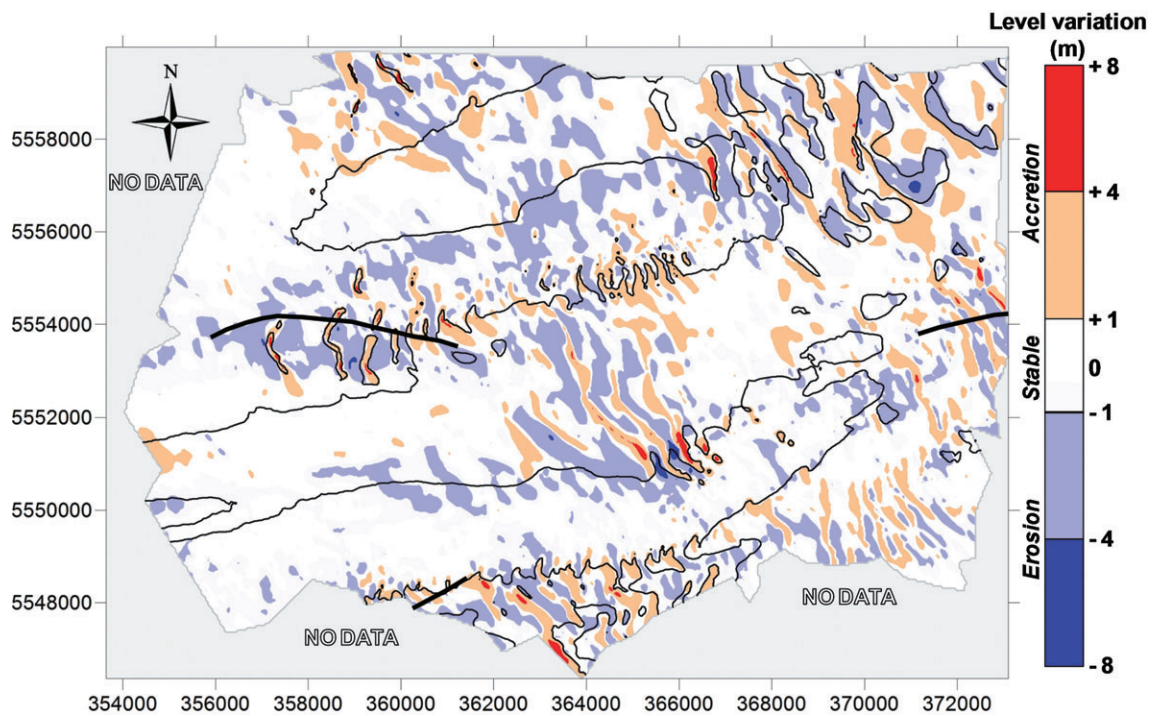 Level variation
(m)
N
+ 8
5558000
NO DATA
+ 4
5556000
Accretion
5554000
+ 1
0
Stable
5552000
- 1
5550000
- 4
Erosion
5548000
NO DATA
NO DATA
- 8
354000 356000 358000 360000 362000 364000 366000 368000 370000 372000